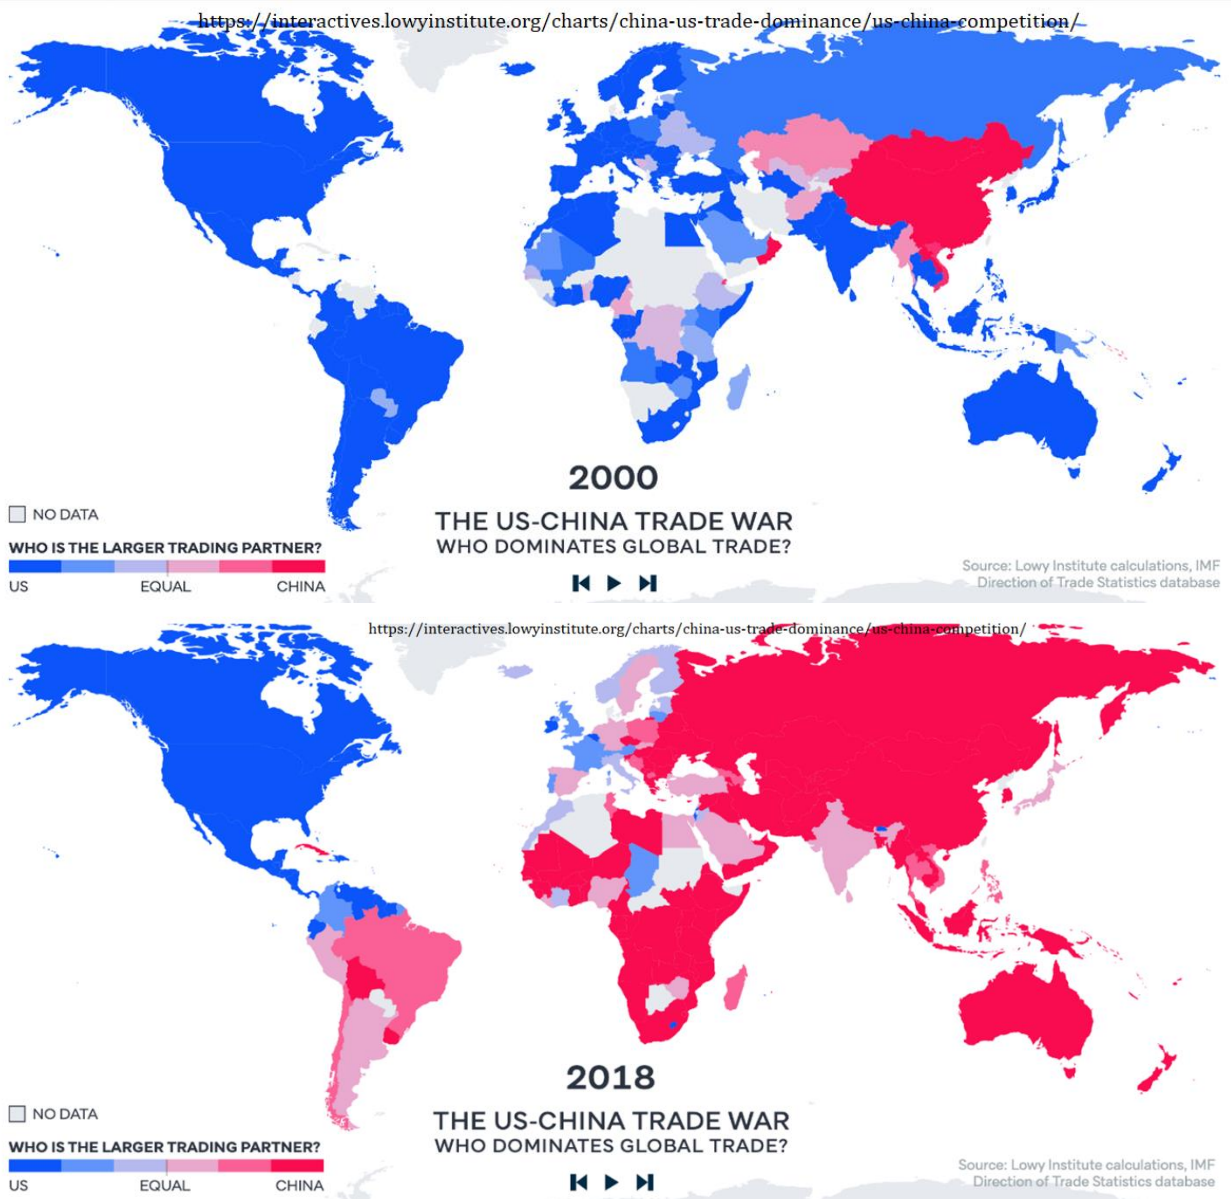 https://interactives.lowyinstitute.org/charts/china-us-trade-dominance/us-china-competition/
2000
THE US-CHINA TRADE WAR
WHO DOMINATES GLOBAL TRADE?
NO DATA
WHO IS THE LARGER TRADING PARTNER?
US EQUAL CHINA
Source: Lowy Institute calculations, IMF
Direction of Trade Statistics database
https://interactives.lowyinstitute.org/charts/china-us-trade-dominance/us-china-competition/
2018
THE US-CHINA TRADE WAR
WHO DOMINATES GLOBAL TRADE?
NO DATA
WHO IS THE LARGER TRADING PARTNER?
US EQUAL CHINA
Source: Lowy Institute calculations, IMF
Direction of Trade Statistics database